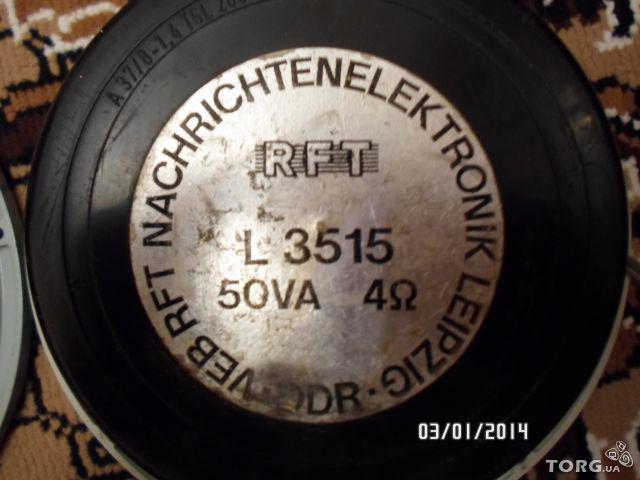 A 37/8-1,4 TGL 200
VEB RFT NACHRICHTENELEKTRONIK LEIPZIG · DDR ·
RFT
L 3515
50VA 4Ω
03/01/2014
TORG.UA